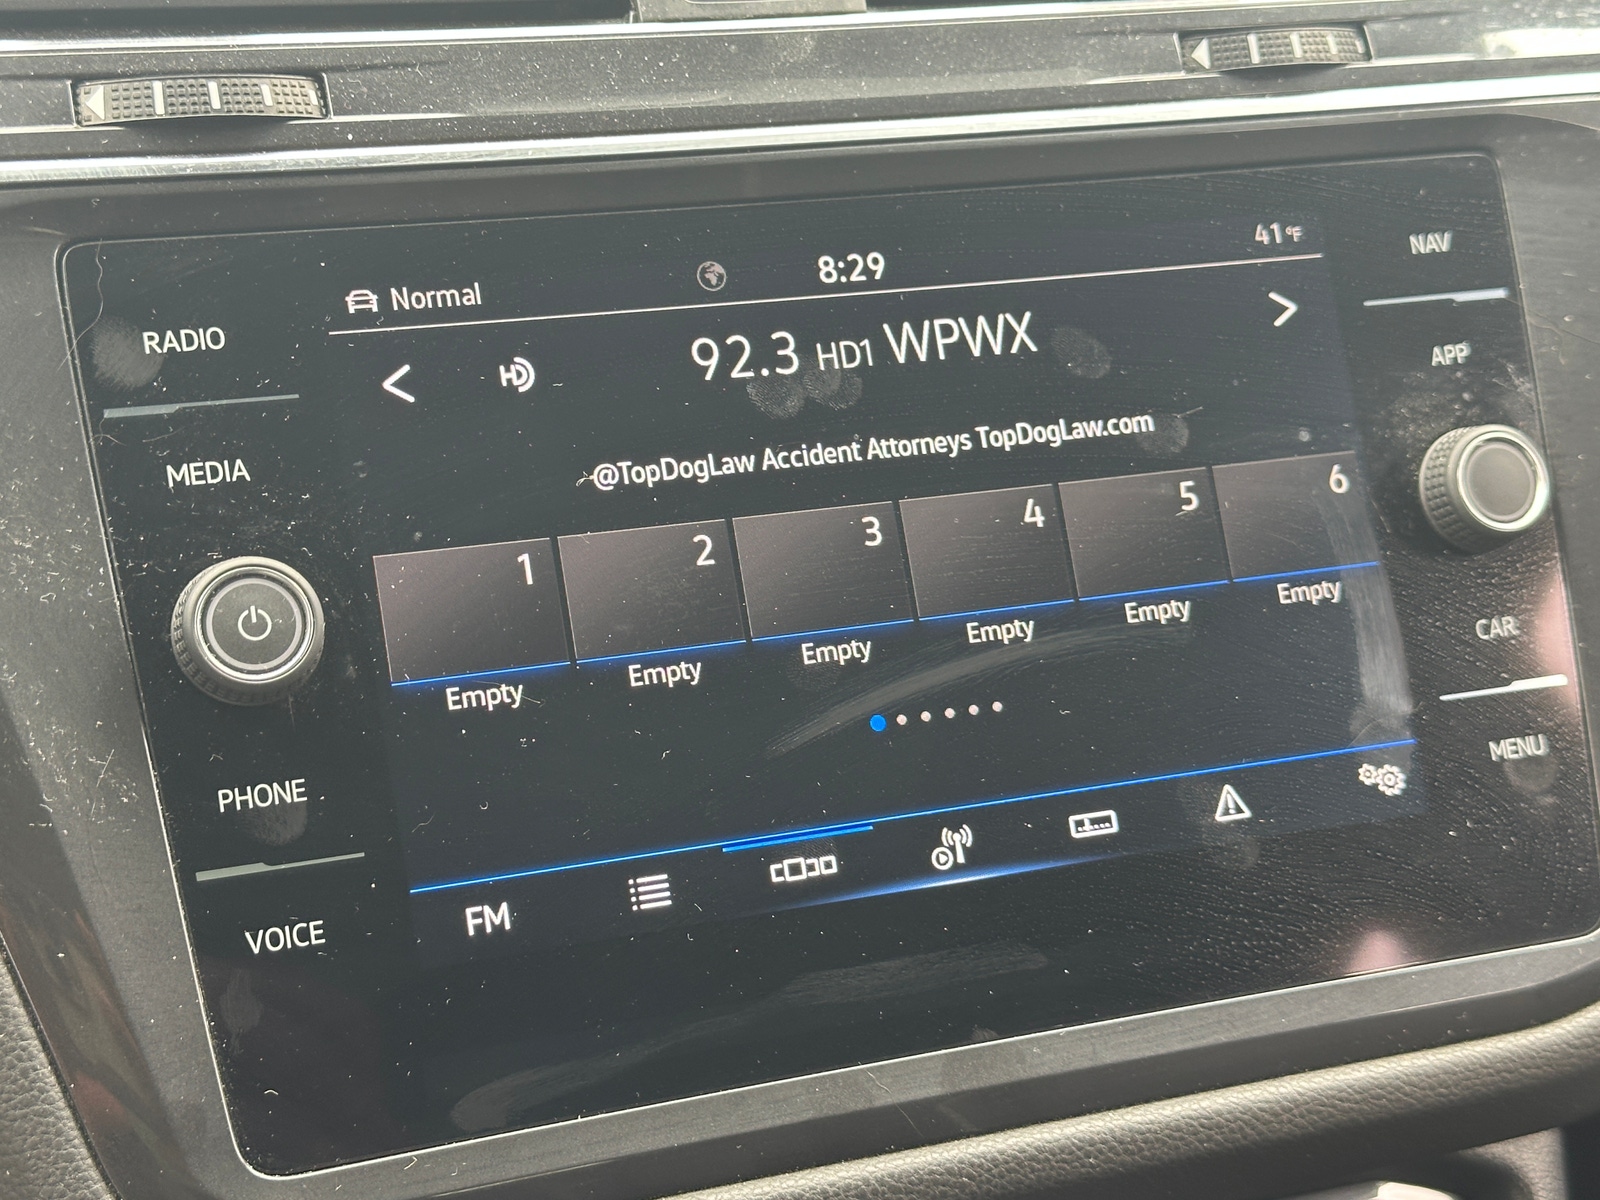 Normal 8:29 41°F
92.3 HD1 WPWX
HD
@TopDogLaw Accident Attorneys TopDogLaw.com
1 2 3 4 5 6
Empty Empty Empty Empty Empty Empty
FM
RADIO
MEDIA
PHONE
VOICE
NAV
APP
CAR
MENU